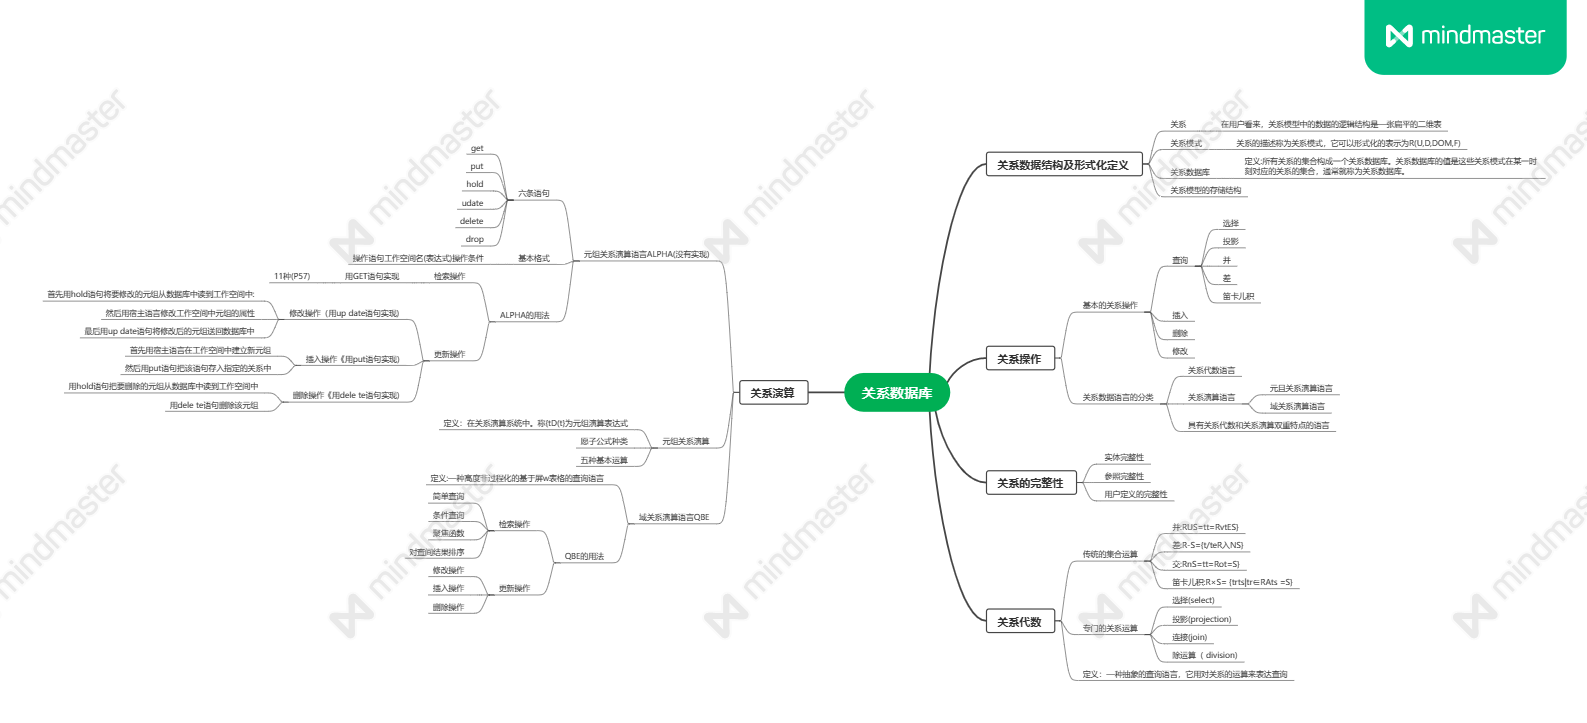 mindmaster
关系数据库
关系数据结构及形式化定义
关系
在用户看来，关系模型中的数据的逻辑结构是一张扁平的二维表
关系模式
关系的描述称为关系模式，它可以形式化的表示为R(U,D,DOM,F)
关系数据库
定义:所有关系的集合构成一个关系数据库。关系数据库的值是这些关系模式在某一时
刻对应的关系的集合，通常就称为关系数据库。
关系模型的存储结构
关系操作
基本的关系操作
查询
选择
投影
并
差
笛卡儿积
插入
删除
修改
关系数据语言的分类
关系代数语言
关系演算语言
元且关系演算语言
域关系演算语言
具有关系代数和关系演算双重特点的语言
关系的完整性
实体完整性
参照完整性
用户定义的完整性
关系代数
传统的集合运算
并:RUS=tt=RvtES}
差:R-S={t/teR入NS}
交:RnS=tt=Rot=S}
笛卡儿积:R×S= {trts|tr∈RAts =S}
专门的关系运算
选择(select)
投影(projection)
连接(join)
除运算（ division)
定义：一种抽象的查询语言，它用对关系的运算来表达查询
关系演算
元组关系演算语言ALPHA(没有实现)
六条语句
get
put
hold
udate
delete
drop
基本格式
操作语句工作空间名(表达式)操作条件
ALPHA的用法
检索操作
用GET语句实现
11种(P57)
更新操作
修改操作（用up date语句实现)
首先用hold语句将要修改的元组从数据库中读到工作空间中:
然后用宿主语言修改工作空间中元组的属性
最后用up date语句将修改后的元组送回数据库中
插入操作《用put语句实现)
首先用宿主语言在工作空间中建立新元组
然后用put语句把该语句存入指定的关系中
删除操作《用dele te语句实现)
用hold语句把要删除的元组从数据库中读到工作空间中
用dele te语句删除该元组
元组关系演算
定义：在关系演算系统中。称{tD(t)为元组演算表达式
愿子公式种类
五种基本运算
域关系演算语言QBE
定义:一种高度非过程化的基于屏w表格的查询语言
QBE的用法
检索操作
简单查询
条件查询
聚焦函数
对查间结果排序
更新操作
修改操作
插入操作
删除操作